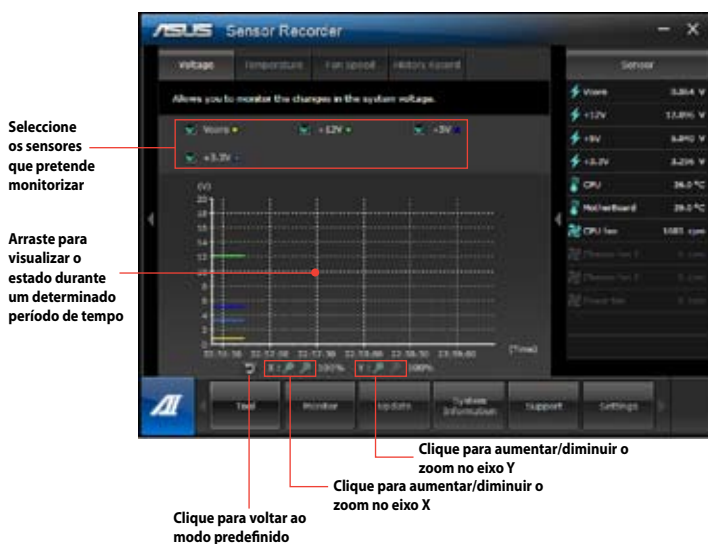 ASUS Sensor Recorder
Voltage Temperature Fan Speed History Record
Sensor
Allows you to monitor the changes in the system voltage.
Vcore +12V +5V
+3.3V
Vcore V
+12V V
+5V V
+3.3V V
CPU °C
MotherBoard °C
CPU fan rpm
Seleccione
os sensores
que pretende
monitorizar
Arraste para
visualizar o
estado durante
um determinado
período de tempo
(V)
20
18
16
14
12
10
8
6
4
2
0
[Time]
X : 100% Y : 100%
Tool Monitor Update System Information Support Settings
Clique para aumentar/diminuir o
zoom no eixo Y
Clique para aumentar/diminuir o
zoom no eixo X
Clique para voltar ao
modo predefinido